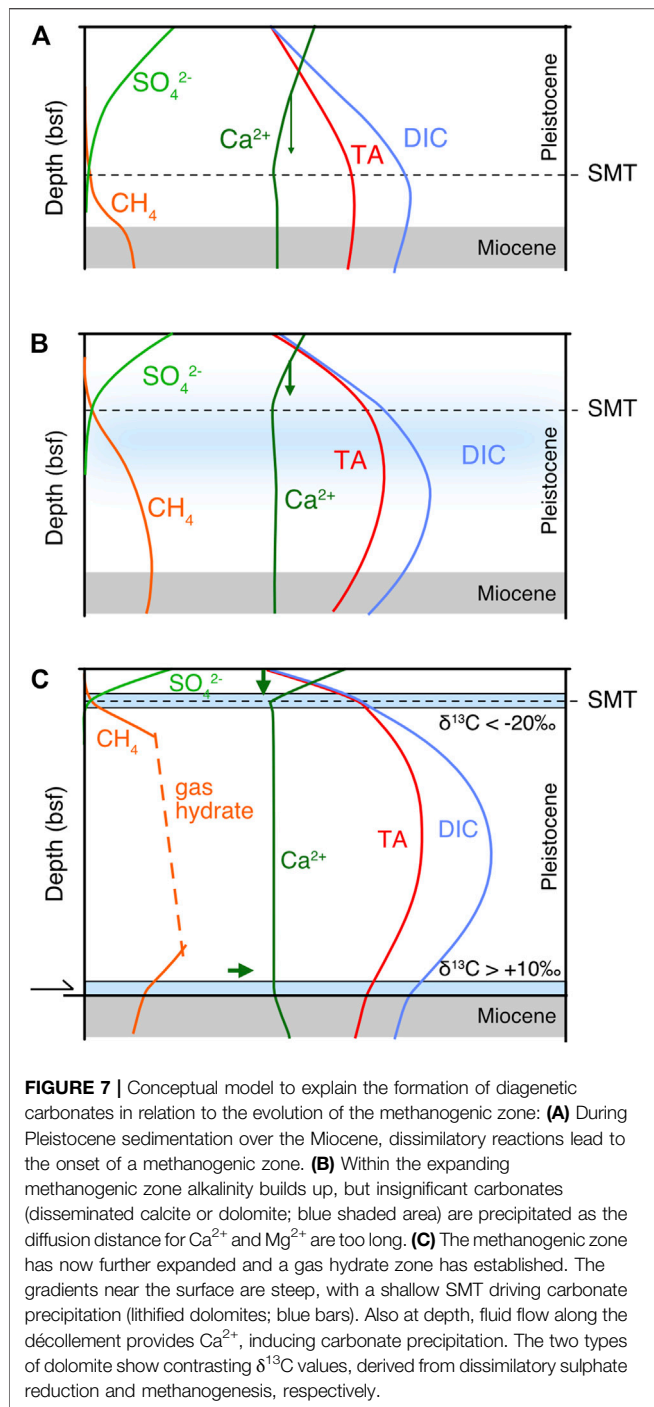 A
SO₄²⁻
Ca²⁺
DIC
TA
CH₄
Depth (bsf)
Pleistocene
SMT
Miocene
B
SO₄²⁻
SMT
TA
DIC
CH₄
Ca²⁺
Depth (bsf)
Pleistocene
Miocene
C
SO₄²⁻
SMT
CH₄
δ¹³C < -20‰
gas
hydrate
TA
DIC
Ca²⁺
Depth (bsf)
Pleistocene
δ¹³C > +10‰
Miocene
FIGURE 7 | Conceptual model to explain the formation of diagenetic
carbonates in relation to the evolution of the methanogenic zone: (A) During
Pleistocene sedimentation over the Miocene, dissimilatory reactions lead to
the onset of a methanogenic zone. (B) Within the expanding
methanogenic zone alkalinity builds up, but insignificant carbonates
(disseminated calcite or dolomite; blue shaded area) are precipitated as the
diffusion distance for Ca²⁺ and Mg²⁺ are too long. (C) The methanogenic zone
has now further expanded and a gas hydrate zone has established. The
gradients near the surface are steep, with a shallow SMT driving carbonate
precipitation (lithified dolomites; blue bars). Also at depth, fluid flow along the
décollement provides Ca²⁺, inducing carbonate precipitation. The two types
of dolomite show contrasting δ¹³C values, derived from dissimilatory sulphate
reduction and methanogenesis, respectively.